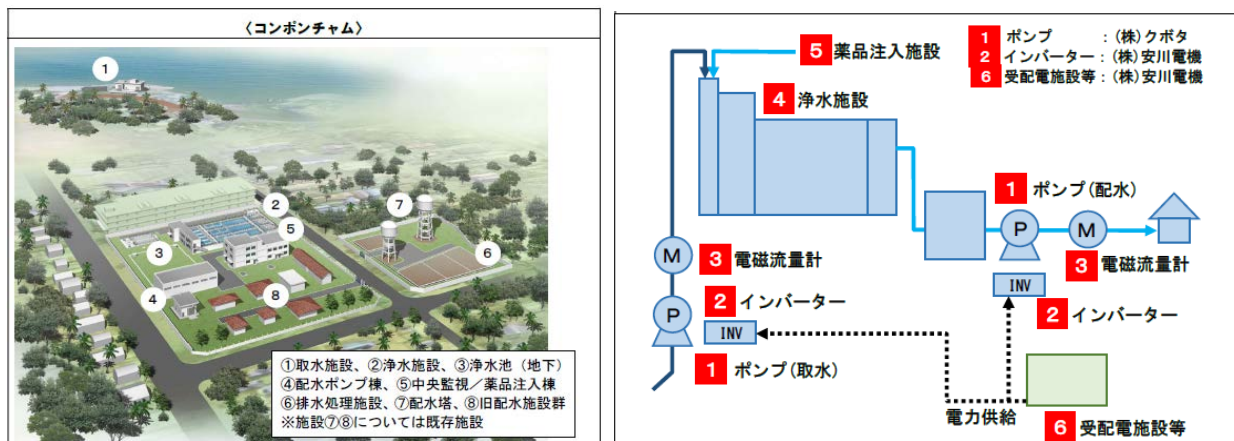 〈コンポンチャム〉
1
2
7
5
3
6
4
8
①取水施設、②浄水施設、③浄水池（地下）
④配水ポンプ棟、⑤中央監視／薬品注入棟
⑥排水処理施設、⑦配水塔、⑧旧配水施設群
※施設⑦⑧については既存施設
5 薬品注入施設
1 ポンプ ：(株)クボタ
2 インバーター：(株)安川電機
6 受配電施設等：(株)安川電機
4 浄水施設
1 ポンプ(配水)
P
M
3 電磁流量計
INV
2 インバーター
M
3 電磁流量計
P
2 インバーター
INV
1 ポンプ(取水)
電力供給
6 受配電施設等